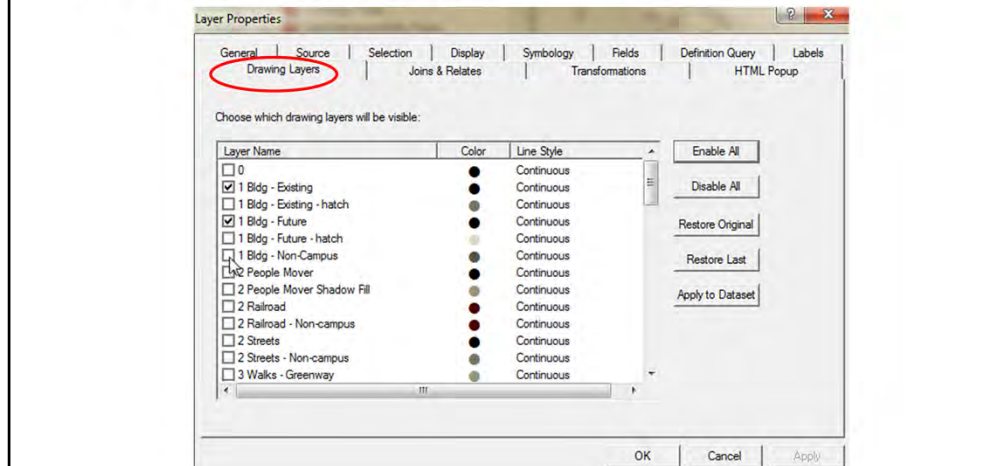 Layer Properties
General Source Selection Display Symbology Fields Definition Query Labels
Drawing Layers Joins & Relates Transformations HTML Popup
Choose which drawing layers will be visible:
Layer Name Color Line Style
0 Continuous
1 Bldg - Existing Continuous
1 Bldg - Existing - hatch Continuous
1 Bldg - Future Continuous
1 Bldg - Future - hatch Continuous
1 Bldg - Non-Campus Continuous
2 People Mover Continuous
2 People Mover Shadow Fill Continuous
2 Railroad Continuous
2 Railroad - Non-campus Continuous
2 Streets Continuous
2 Streets - Non-campus Continuous
3 Walks - Greenway Continuous
Enable All
Disable All
Restore Original
Restore Last
Apply to Dataset
OK Cancel Apply